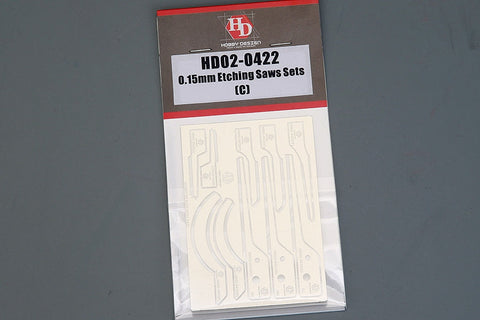 HD
HOBBY DESIGN
HD02-0422
0.15mm Etching Saws Sets
(C)